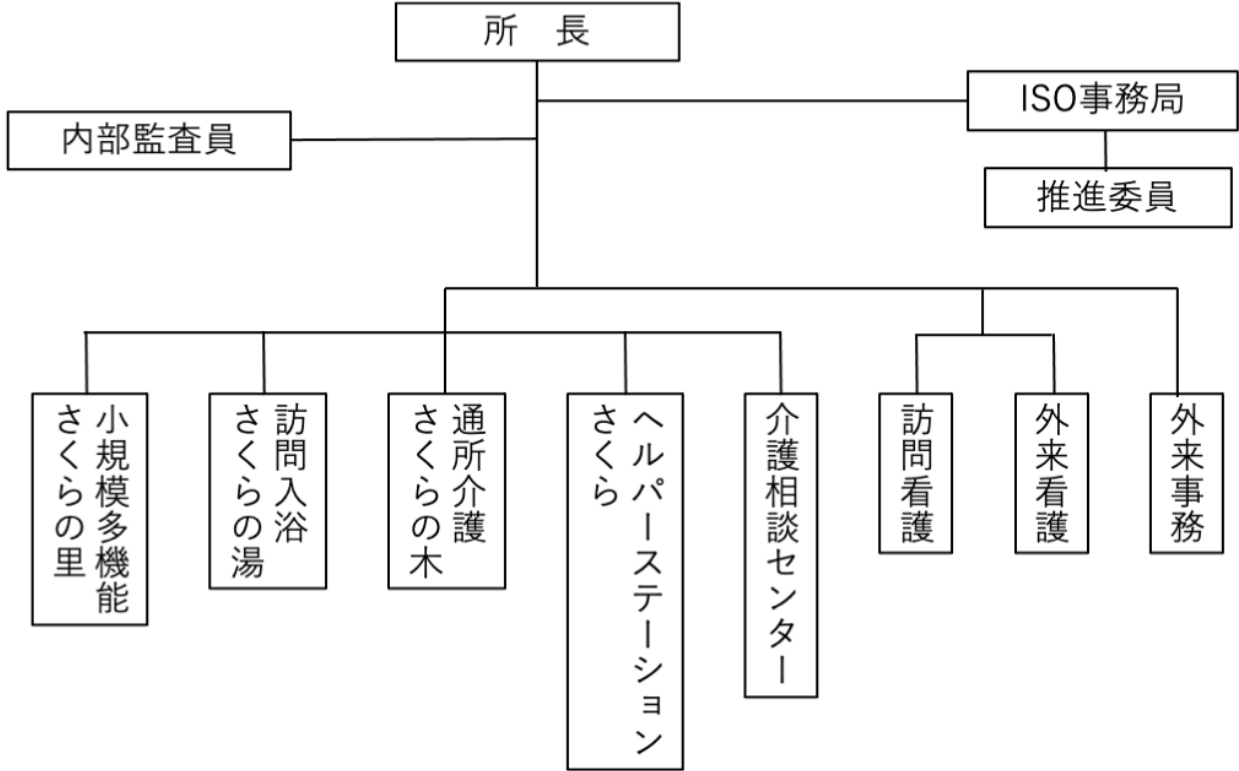 所　長
ISO事務局
内部監査員
推進委員
小規模多機能
さくらの里
訪問入浴
さくらの湯
通所介護
さくらの木
ヘルパーステーション
さくら
介護相談センター
訪問看護
外来看護
外来事務